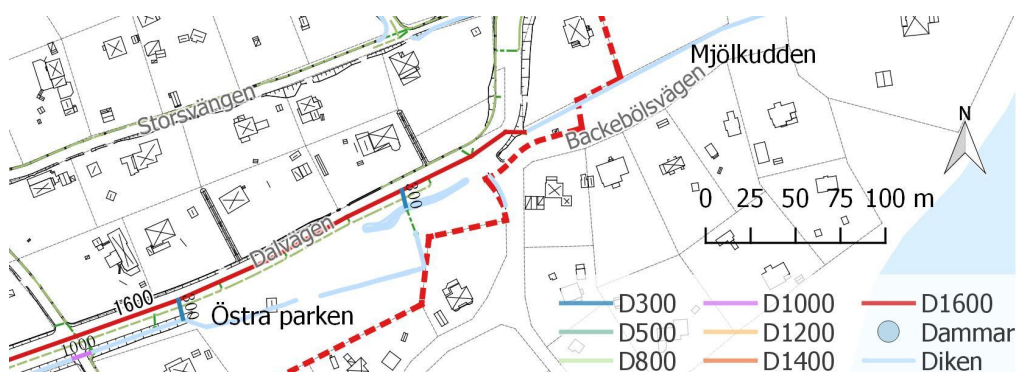 Mjölkudden
Storsvängen
Backebölsvägen
N
0 25 50 75 100 m
300
Dalvägen
1600
300
Östra parken
1000
D300 D1000 D1600
D500 D1200 Dammar
D800 D1400 Diken